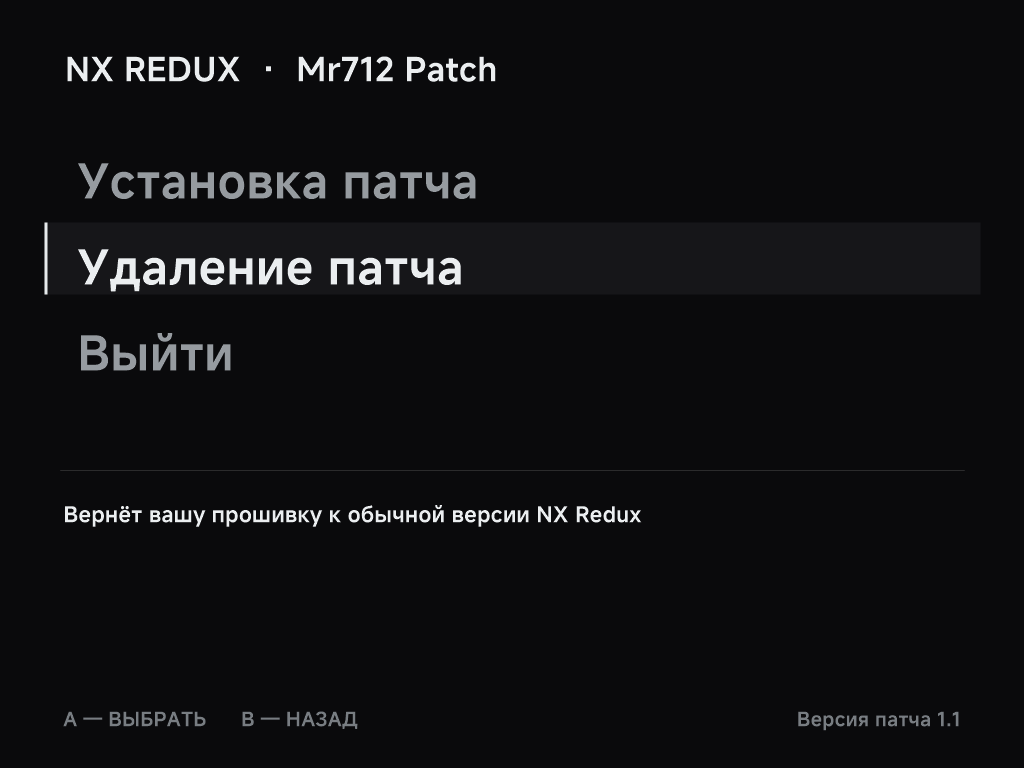 NX REDUX · Mr712 Patch
Установка патча
Удаление патча
Выйти
Вернёт вашу прошивку к обычной версии NX Redux
A — ВЫБРАТЬ B — НАЗАД Версия патча 1.1